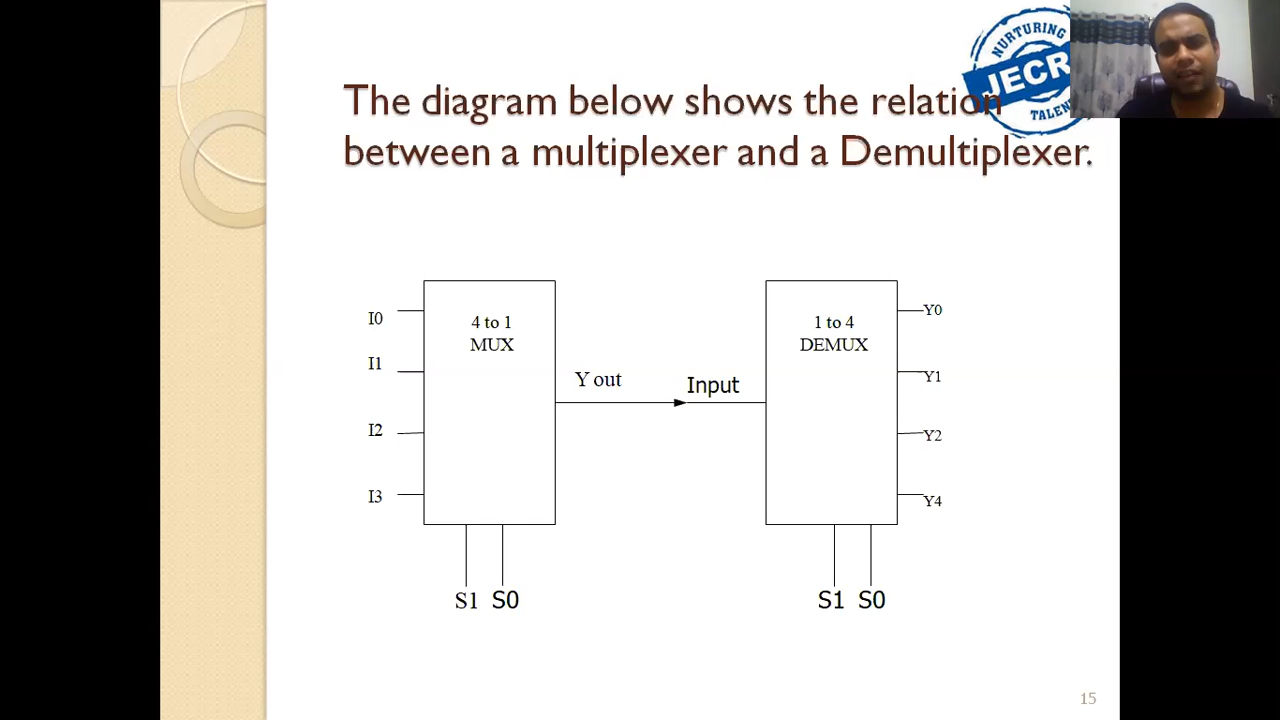 NURTURING
JECR
TALEN
The diagram below shows the relation
between a multiplexer and a Demultiplexer.
I0
I1
I2
I3
4 to 1
MUX
Y out
Input
1 to 4
DEMUX
Y0
Y1
Y2
Y4
S1 S0
S1 S0
15